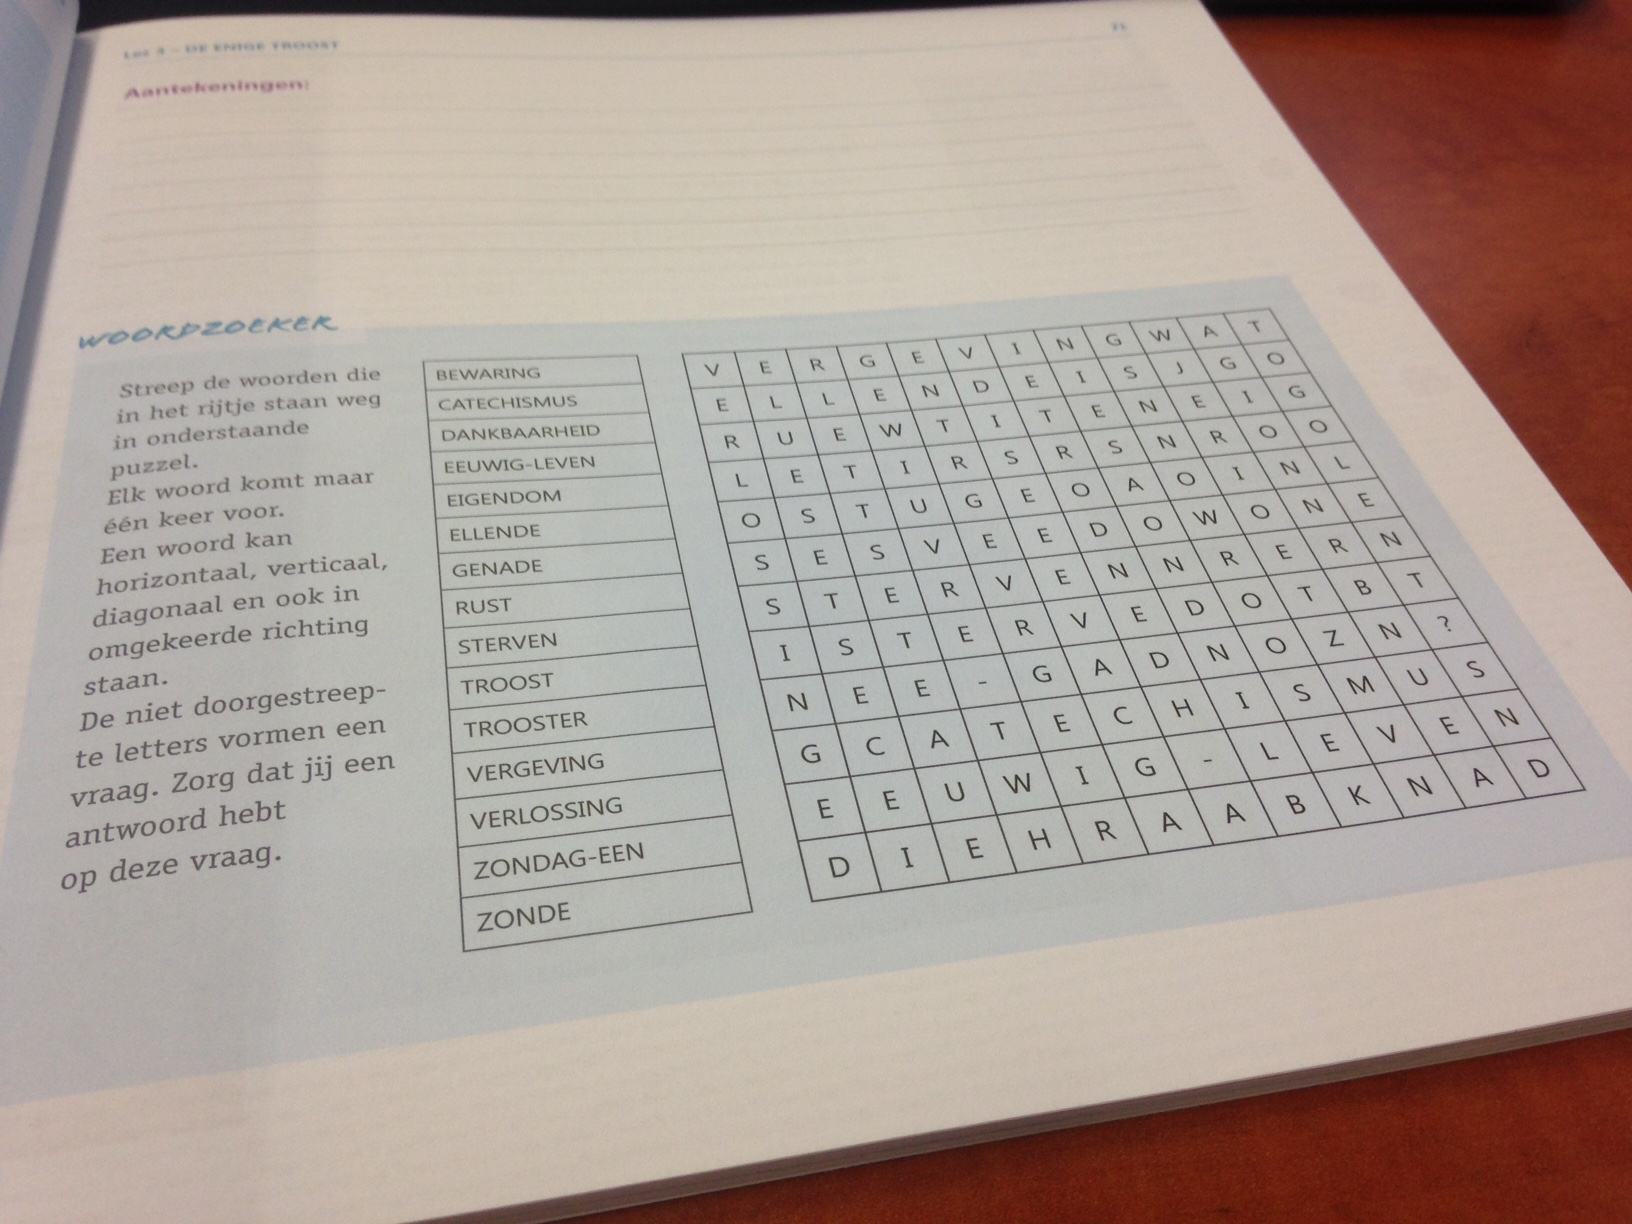 DE ENIGE TROOST
Aantekeningen:
WOORDZOEKER
Streep de woorden die
in het rijtje staan weg
in onderstaande
puzzel.
Elk woord komt maar
één keer voor.
Een woord kan
horizontaal, verticaal,
diagonaal en ook in
omgekeerde richting
staan.
De niet doorgestreep-
te letters vormen een
vraag. Zorg dat jij een
antwoord hebt
op deze vraag.
BEWARING
CATECHISMUS
DANKBAARHEID
EEUWIG-LEVEN
EIGENDOM
ELLENDE
GENADE
RUST
STERVEN
TROOST
TROOSTER
VERGEVING
VERLOSSING
ZONDAG-EEN
ZONDE
V E R G E V I N G W A T
E L L E N D E I S J G O
R U E W T I T E N E I G
L E T I R S R S N R O O
O S T U G E O A O I N L
S E S V E E D O W O N E
S T E R V E N N R E R N
I S T E R V E D O T B T
N E E - G A D N O Z N ?
G C A T E C H I S M U S
E E U W I G - L E V E N
D I E H R A A B K N A D